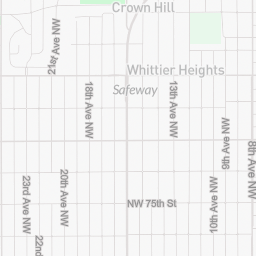 Crown Hill
21st Ave NW
Whittier Heights
Safeway
18th Ave NW
13th Ave NW
9th Ave NW
8th Ave NW
20th Ave NW
23rd Ave NW
NW 75th St
10th Ave NW
22nd